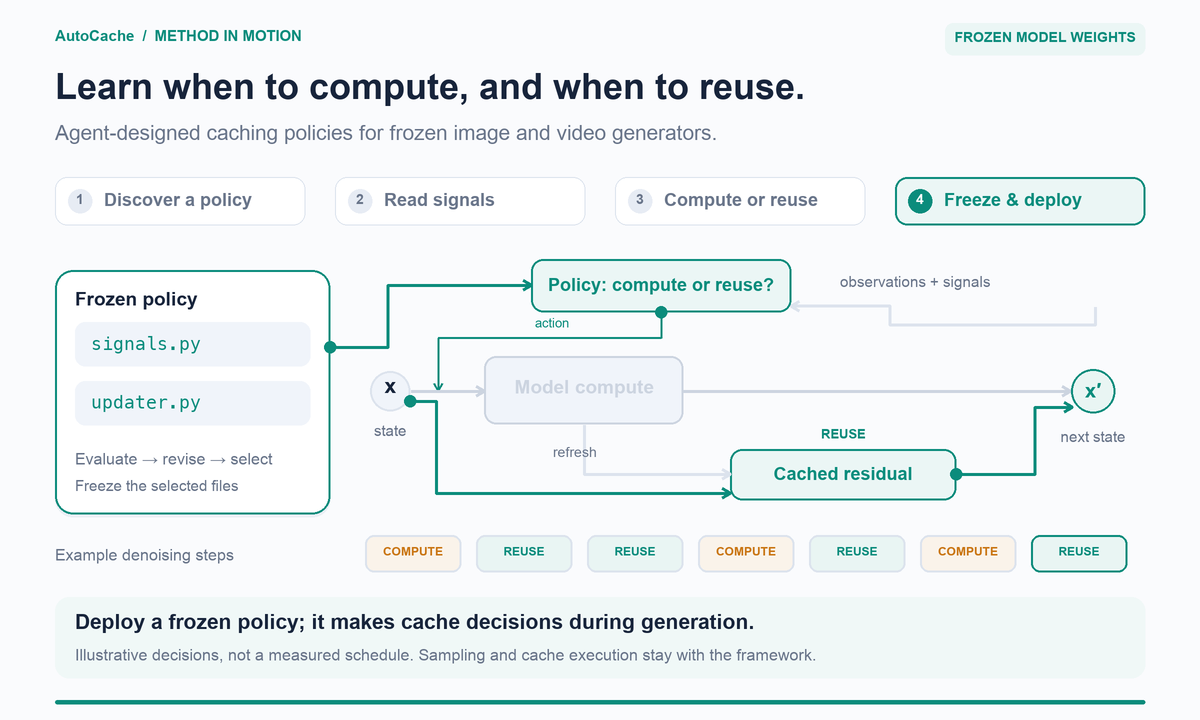 AutoCache / METHOD IN MOTION
FROZEN MODEL WEIGHTS
Learn when to compute, and when to reuse.
Agent-designed caching policies for frozen image and video generators.
1 Discover a policy
2 Read signals
3 Compute or reuse
4 Freeze & deploy
Frozen policy
signals.py
updater.py
Evaluate → revise → select
Freeze the selected files
Policy: compute or reuse?
observations + signals
action
x
Model compute
x′
state
next state
refresh
REUSE
Cached residual
Example denoising steps
COMPUTE
REUSE
REUSE
COMPUTE
REUSE
COMPUTE
REUSE
Deploy a frozen policy; it makes cache decisions during generation.
Illustrative decisions, not a measured schedule. Sampling and cache execution stay with the framework.